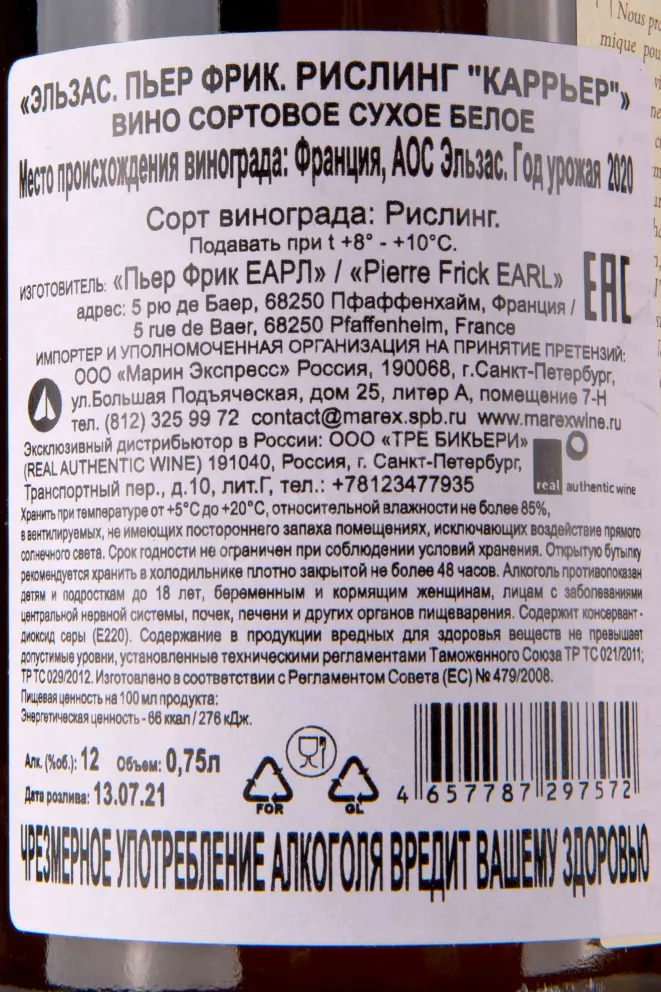 Nous pr
mique pou
«ЭЛЬЗАС. ПЬЕР ФРИК. РИСЛИНГ "КАРРЬЕР"»
ВИНО СОРТОВОЕ СУХОЕ БЕЛОЕ
Место происхождения винограда: Франция, АОС Эльзас. Год урожая 2020
Сорт винограда: Рислинг.
Подавать при t +8° - +10°C.
ИЗГОТОВИТЕЛЬ: «Пьер Фрик ЕАРЛ» / «Pierre Frick EARL»
адрес: 5 рю де Баер, 68250 Пфаффенхайм, Франция /
5 rue de Baer, 68250 Pfaffenheim, France
EAC
ИМПОРТЕР И УПОЛНОМОЧЕННАЯ ОРГАНИЗАЦИЯ НА ПРИНЯТИЕ ПРЕТЕНЗИЙ:
ООО «Марин Экспресс» Россия, 190068, г.Санкт-Петербург,
ул.Большая Подъяческая, дом 25, литер А, помещение 7-Н
тел. (812) 325 99 72 contact@marex.spb.ru www.marexwine.ru
Эксклюзивный дистрибьютор в России: ООО «ТРЕ БИКЬЕРИ»
(REAL AUTHENTIC WINE) 191040, Россия, г. Санкт-Петербург,
Транспортный пер., д.10, лит.Г, тел.: +78123477935
real authentic wine
Хранить при температуре от +5°C до +20°C, относительной влажности не более 85%,
в вентилируемых, не имеющих постороннего запаха помещениях, исключающих воздействие прямого
солнечного света. Срок годности не ограничен при соблюдении условий хранения. Открытую бутылку
рекомендуется хранить в холодильнике плотно закрытой не более 48 часов. Алкоголь противопоказан
детям и подросткам до 18 лет, беременным и кормящим женщинам, лицам с заболеваниями
центральной нервной системы, почек, печени и других органов пищеварения. Содержит консервант-
диоксид серы (Е220). Содержание в продукции вредных для здоровья веществ не превышает
допустимые уровни, установленные техническими регламентами Таможенного Союза ТР ТС 021/2011;
ТР ТС 029/2012. Изготовлено в соответствии с Регламентом Совета (ЕС) № 479/2008.
Пищевая ценность на 100 мл продукта:
Энергетическая ценность - 66 ккал / 276 кДж.
Алк. (%об.): 12 Объем: 0,75л
Дата розлива: 13.07.21
FOR
GL
4 657787 297572
ЧРЕЗМЕРНОЕ УПОТРЕБЛЕНИЕ АЛКОГОЛЯ ВРЕДИТ ВАШЕМУ ЗДОРОВЬЮ